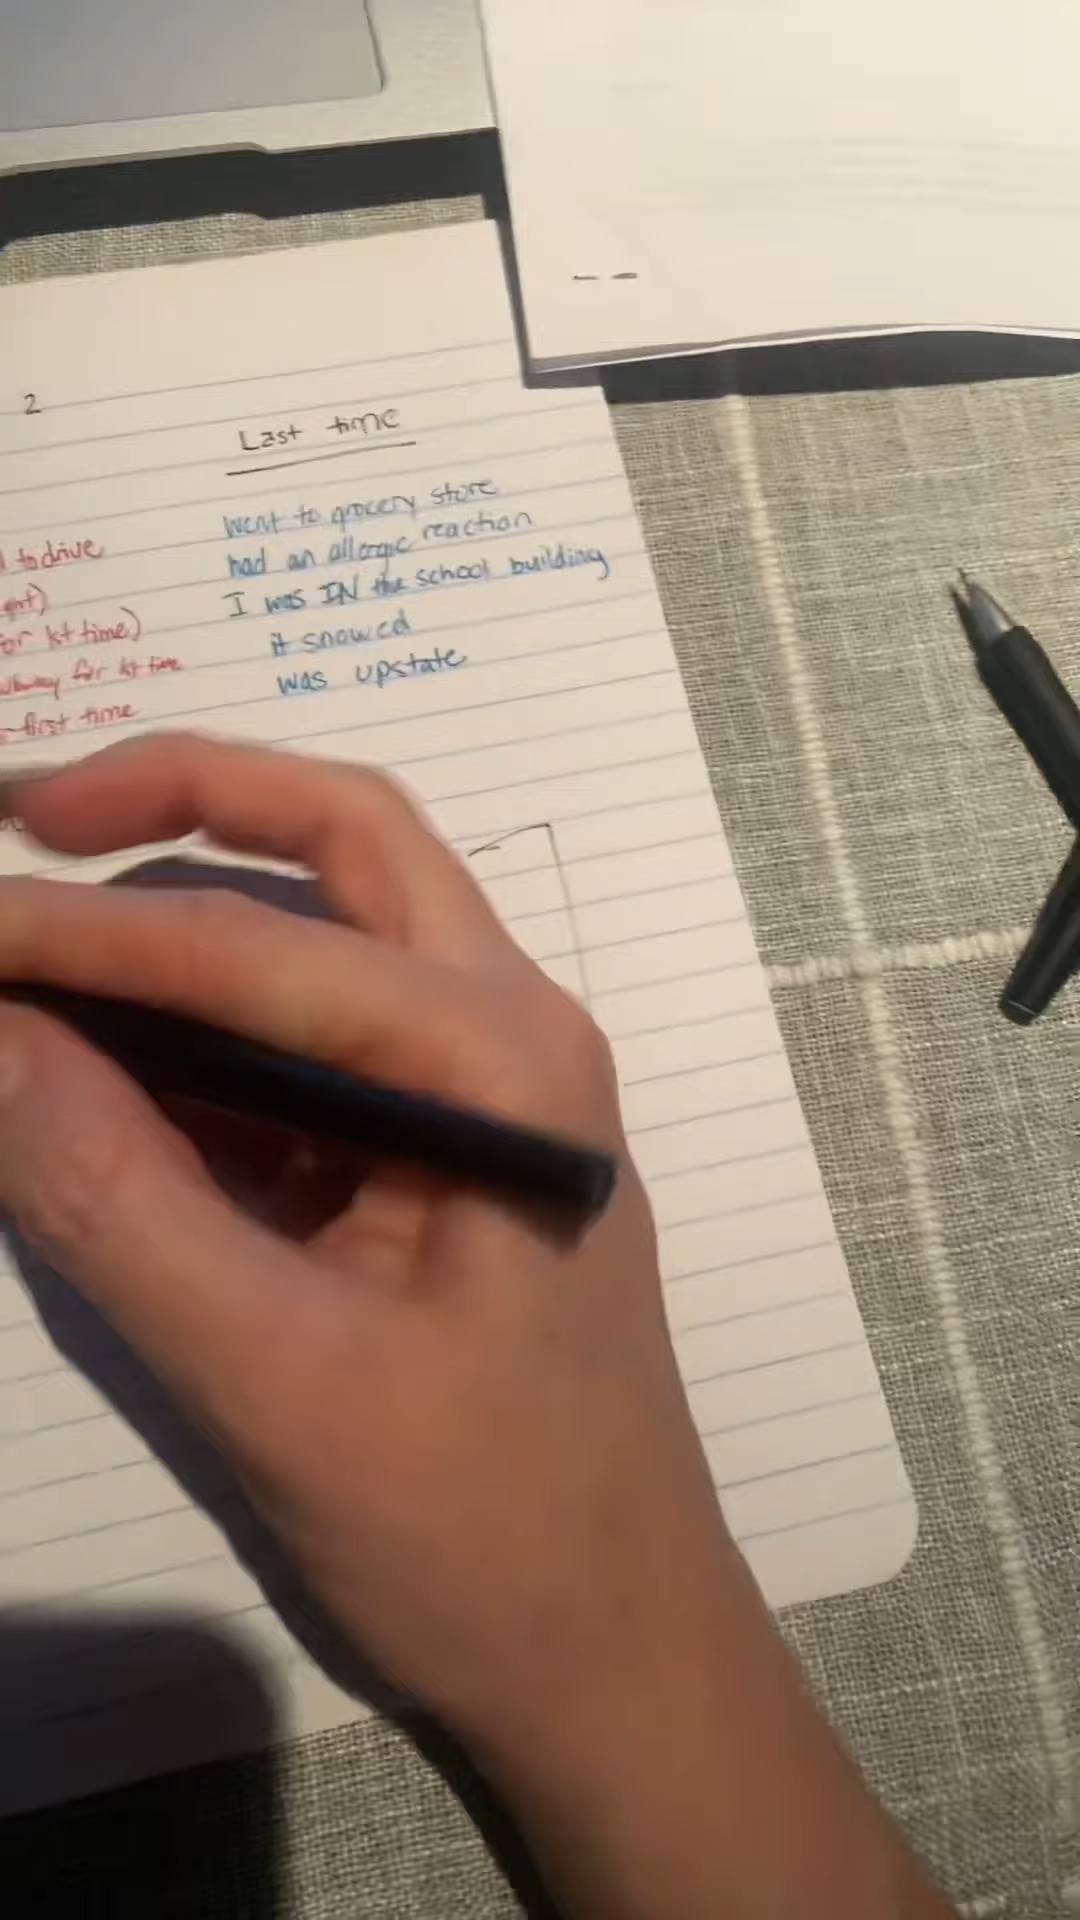 2
Last time
to drive
for 1st time)
for 1st time
first time
went to grocery store
had an allergic reaction
I was IN the school building
it snowed
was upstate